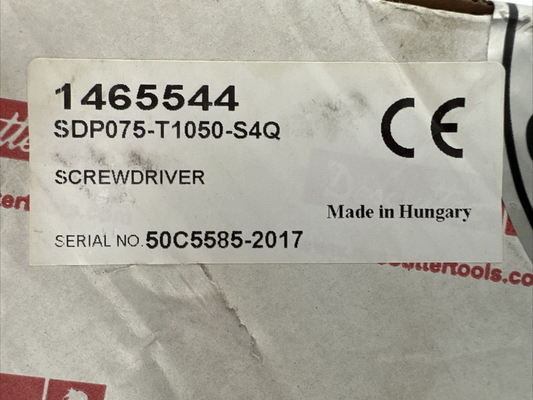 1465544
SDP075-T1050-S4Q
CE
SCREWDRIVER
Made in Hungary
SERIAL NO. 50C5585-2017